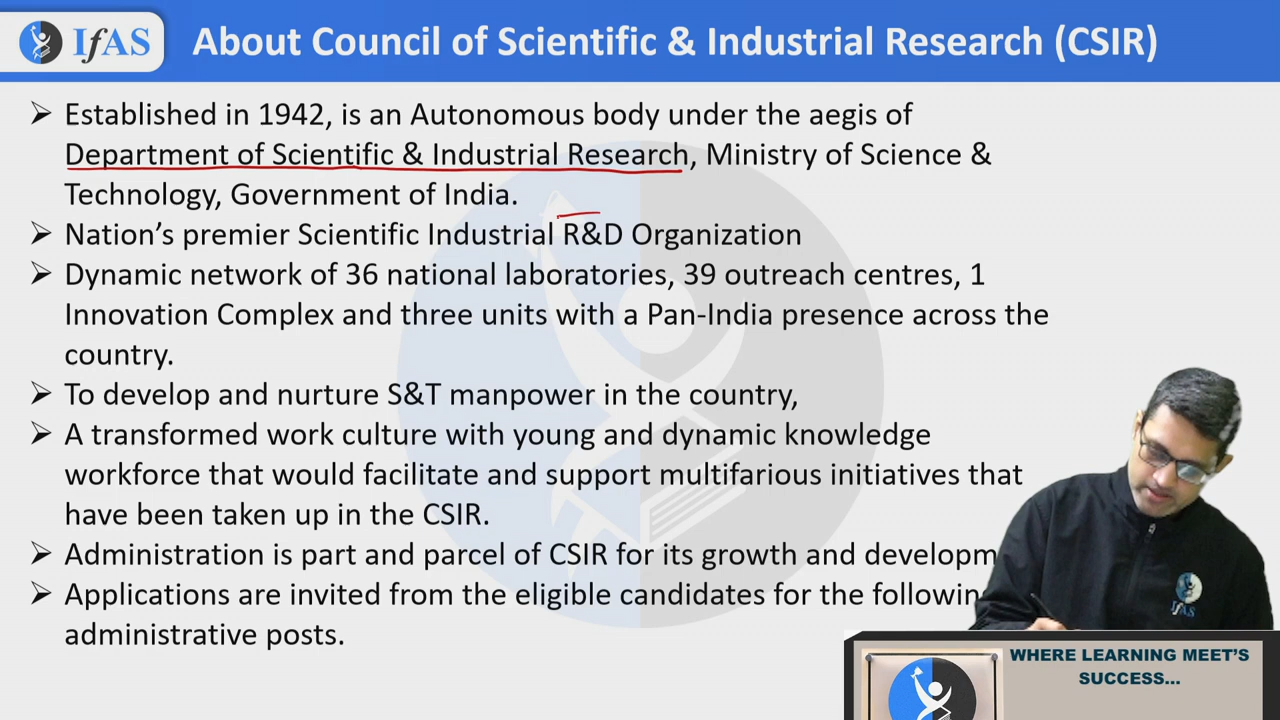 IfAS
About Council of Scientific & Industrial Research (CSIR)
➢ Established in 1942, is an Autonomous body under the aegis of
Department of Scientific & Industrial Research, Ministry of Science &
Technology, Government of India.
➢ Nation’s premier Scientific Industrial R&D Organization
➢ Dynamic network of 36 national laboratories, 39 outreach centres, 1
Innovation Complex and three units with a Pan-India presence across the
country.
➢ To develop and nurture S&T manpower in the country,
➢ A transformed work culture with young and dynamic knowledge
workforce that would facilitate and support multifarious initiatives that
have been taken up in the CSIR.
➢ Administration is part and parcel of CSIR for its growth and developm
➢ Applications are invited from the eligible candidates for the following
administrative posts.
IfAS
WHERE LEARNING MEET’S
SUCCESS...